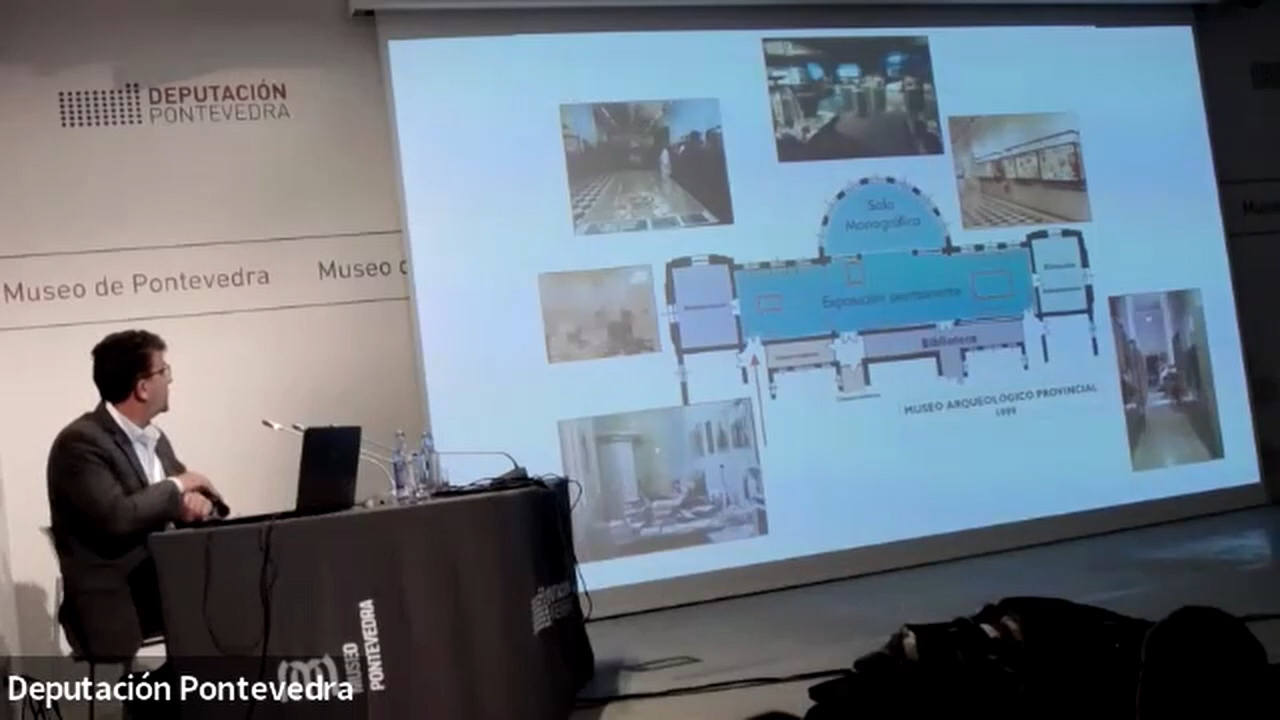 DEPUTACIÓN
PONTEVEDRA
Museo de Pontevedra
Museo d
Sala
Monográfica
Exposición permanente
Biblioteca
MUSEO ARQUEOLÓGICO PROVINCIAL
MUSEO
PONTEVEDRA
Deputación Pontevedra